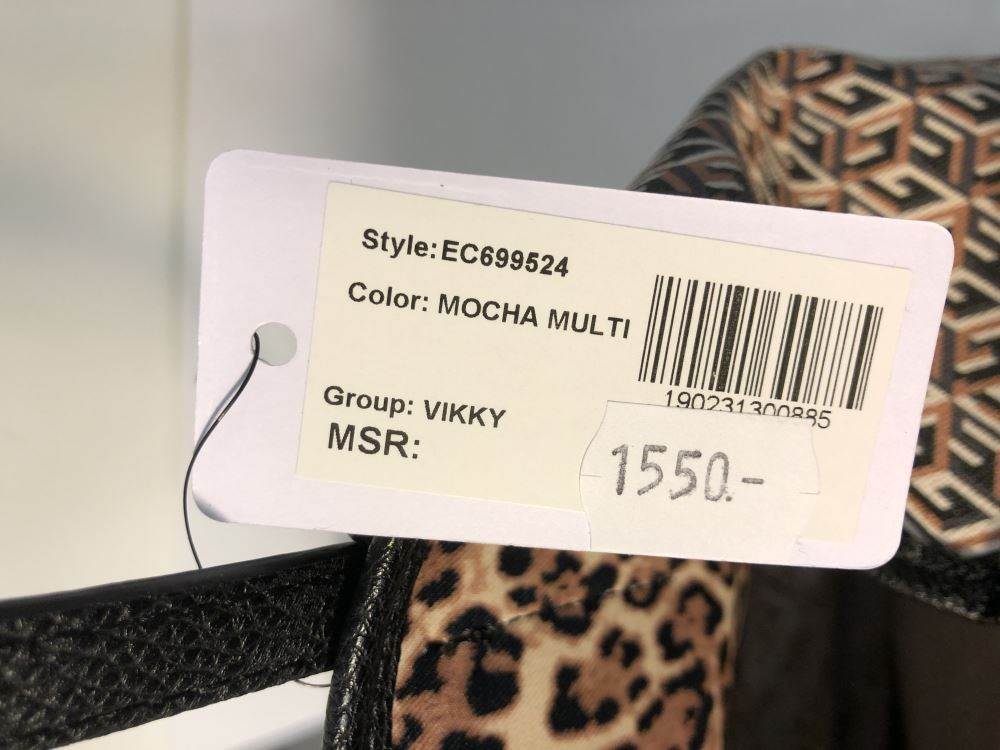 Style:EC699524
Color: MOCHA MULTI
190231300885
Group: VIKKY
MSR:
1550.-